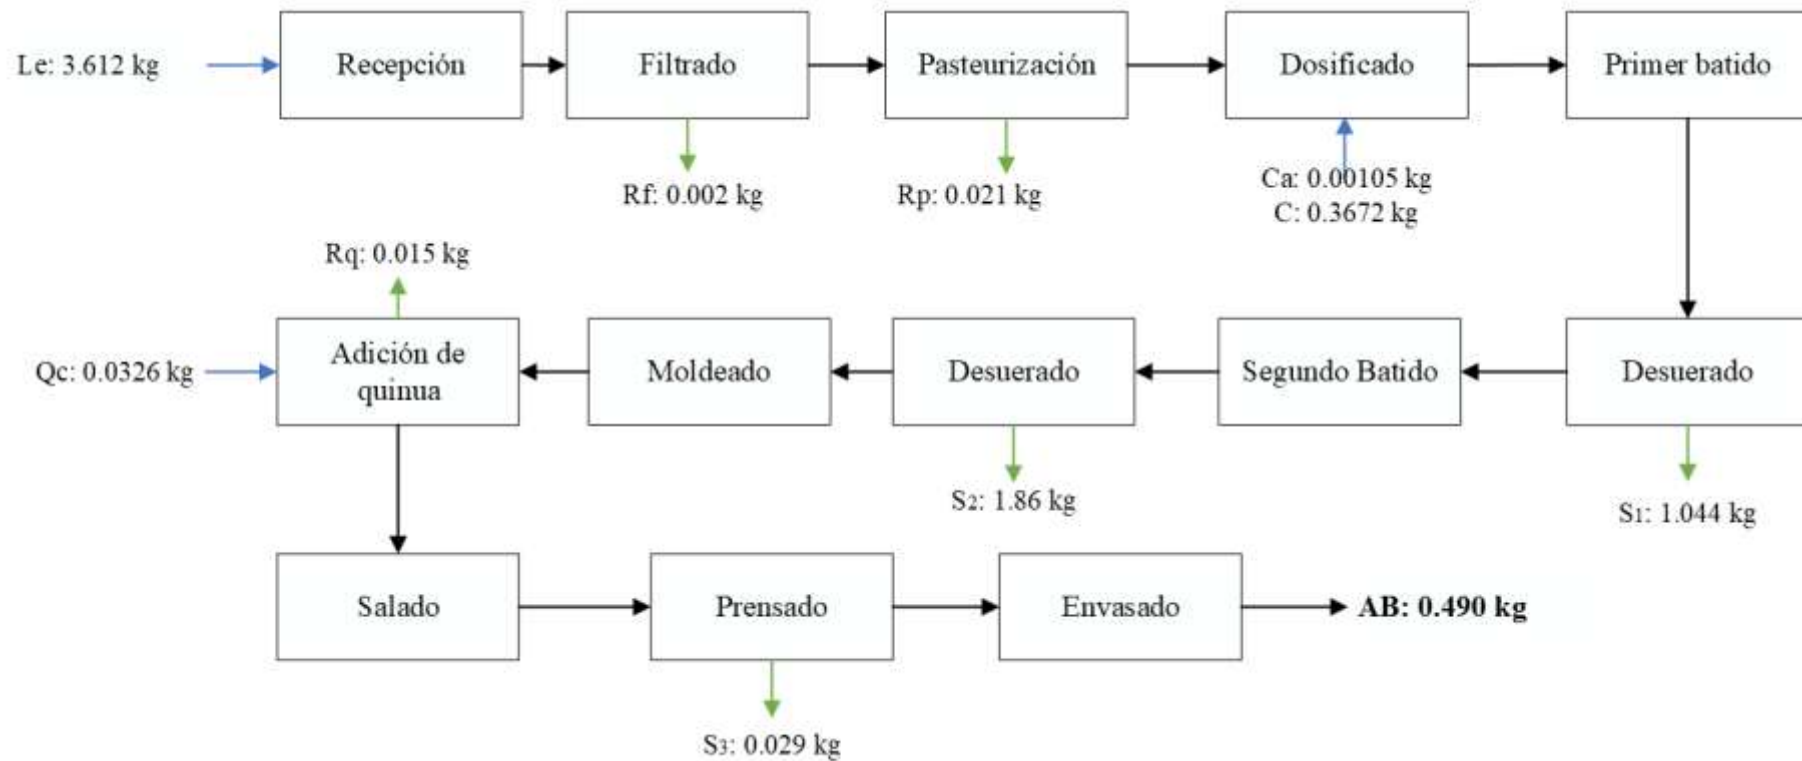 Le: 3.612 kg
Recepción
Filtrado
Pasteurización
Dosificado
Primer batido
Rf: 0.002 kg
Rp: 0.021 kg
Ca: 0.00105 kg
C: 0.3672 kg
Rq: 0.015 kg
Qc: 0.0326 kg
Adición de
quinua
Moldeado
Desuerado
Segundo Batido
Desuerado
S2: 1.86 kg
S1: 1.044 kg
Salado
Prensado
Envasado
AB: 0.490 kg
S3: 0.029 kg